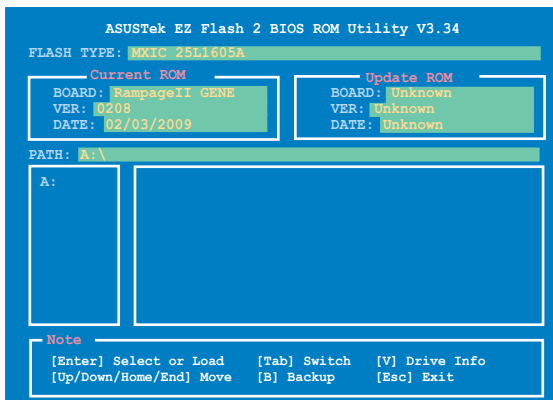 ASUSTek EZ Flash 2 BIOS ROM Utility V3.34
FLASH TYPE: MXIC 25L1605A
Current ROM
BOARD: RampageII GENE
VER: 0208
DATE: 02/03/2009
Update ROM
BOARD: Unknown
VER: Unknown
DATE: Unknown
PATH: A:\
A:
Note
[Enter] Select or Load [Tab] Switch [V] Drive Info
[Up/Down/Home/End] Move [B] Backup [Esc] Exit